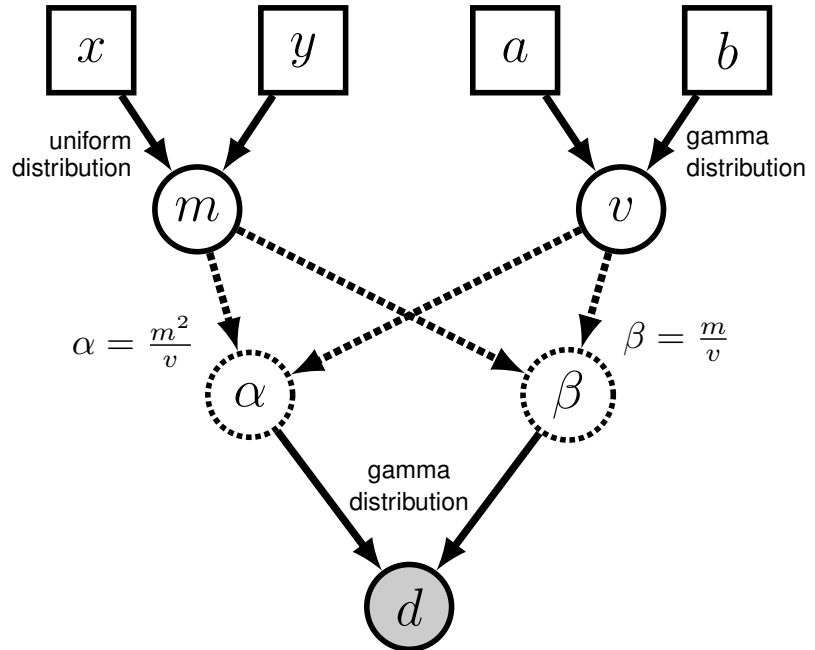 x y a b
uniform
distribution
gamma
distribution
m v
α = m²/v
β = m/v
α β
gamma
distribution
d